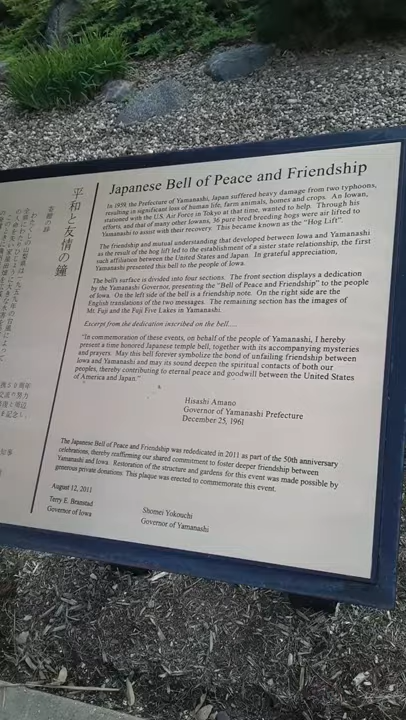 Japanese Bell of Peace and Friendship
In 1959, the Prefecture of Yamanashi, Japan suffered heavy damage from two typhoons,
resulting in significant loss of human life, farm animals, homes and crops. An Iowan,
stationed with the U.S. Air Force in Tokyo at that time, wanted to help. Through his
efforts, and that of many other Iowans, 36 pure bred breeding hogs were air lifted to
Yamanashi to assist with their recovery. This became known as the "Hog Lift".
The friendship and mutual understanding that developed between Iowa and Yamanashi
as the result of the hog lift led to the establishment of a sister state relationship, the first
such affiliation between the United States and Japan. In grateful appreciation,
Yamanashi presented this bell to the people of Iowa.
The bell's surface is divided into four sections. The front section displays a dedication
by the Yamanashi Governor, presenting the "Bell of Peace and Friendship" to the people
of Iowa. On the left side of the bell is a friendship note. On the right side are the
English translations of the two messages. The remaining section has the images of
Mt. Fuji and the Fuji Five Lakes in Yamanashi.
Excerpt from the dedication inscribed on the bell....
"In commemoration of these events, on behalf of the people of Yamanashi, I hereby
present a time honored Japanese temple bell, together with its accompanying mysteries
and prayers. May this bell forever symbolize the bond of unfailing friendship between
Iowa and Yamanashi and may its sound deepen the spiritual contacts of both our
peoples, thereby contributing to eternal peace and goodwill between the United States
of America and Japan."
Hisashi Amano
Governor of Yamanashi Prefecture
December 25, 1961
The Japanese Bell of Peace and Friendship was rededicated in 2011 as part of the 50th anniversary
celebrations, thereby reaffirming our shared commitment to foster deeper friendship between
Yamanashi and Iowa. Restoration of the structure and gardens for this event was made possible by
generous private donations. This plaque was erected to commemorate this event.
August 12, 2011
Terry E. Branstad
Governor of Iowa
Shomei Yokouchi
Governor of Yamanashi
平和と友情の鐘